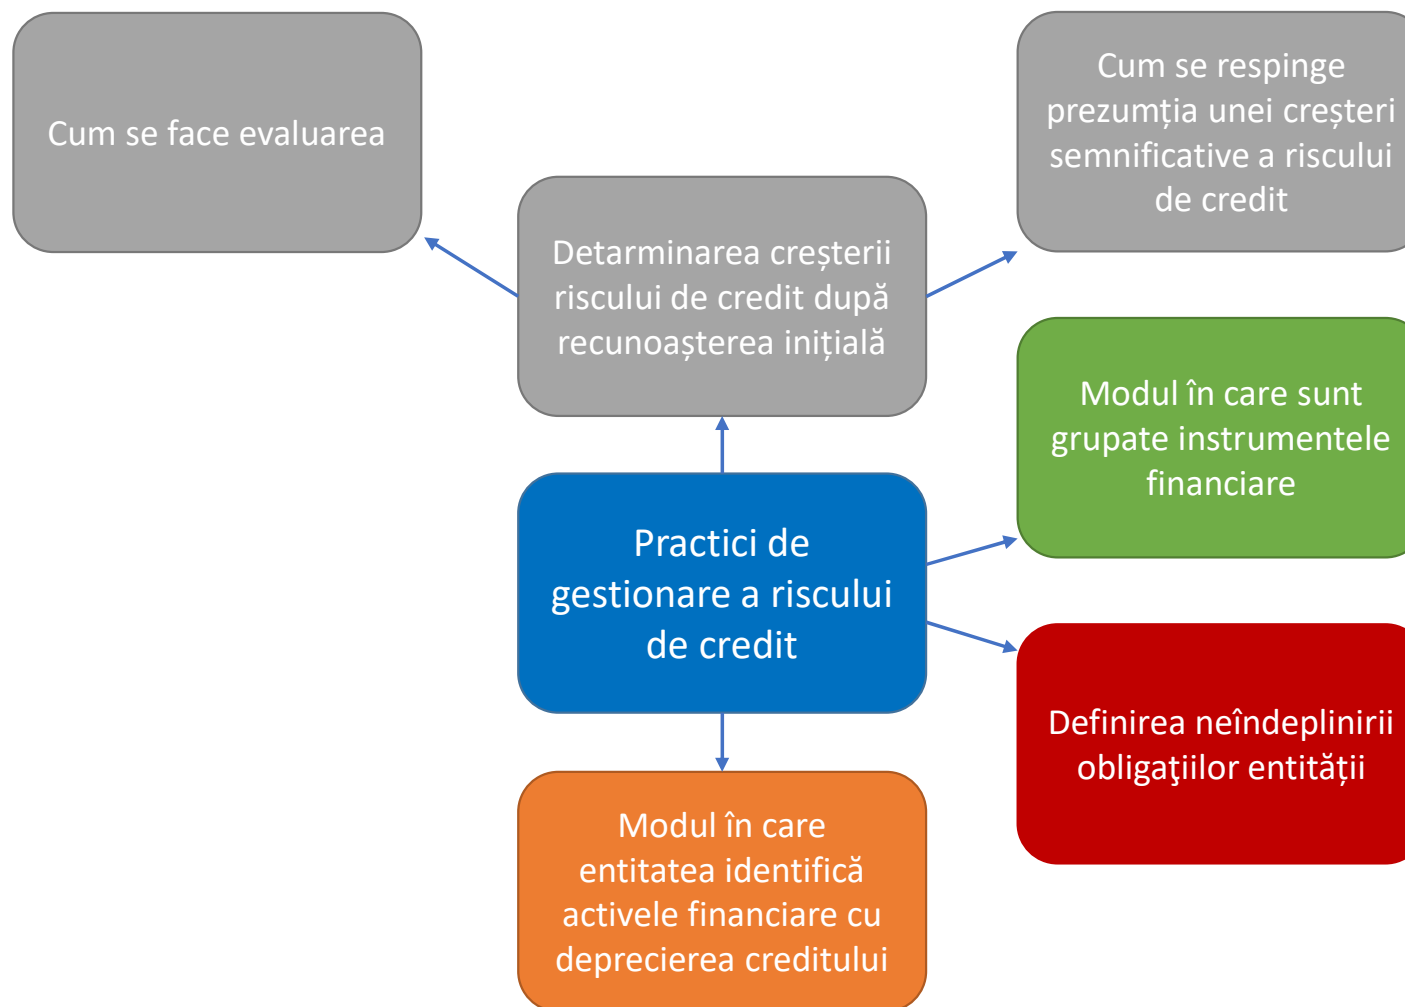 Cum se face evaluarea
Cum se respinge
prezumția unei creșteri
semnificative a riscului
de credit
Detarminarea creșterii
riscului de credit după
recunoașterea inițială
Modul în care sunt
grupate instrumentele
financiare
Practici de
gestionare a riscului
de credit
Definirea neîndeplinirii
obligaţiilor entității
Modul în care
entitatea identifică
activele financiare cu
deprecierea creditului